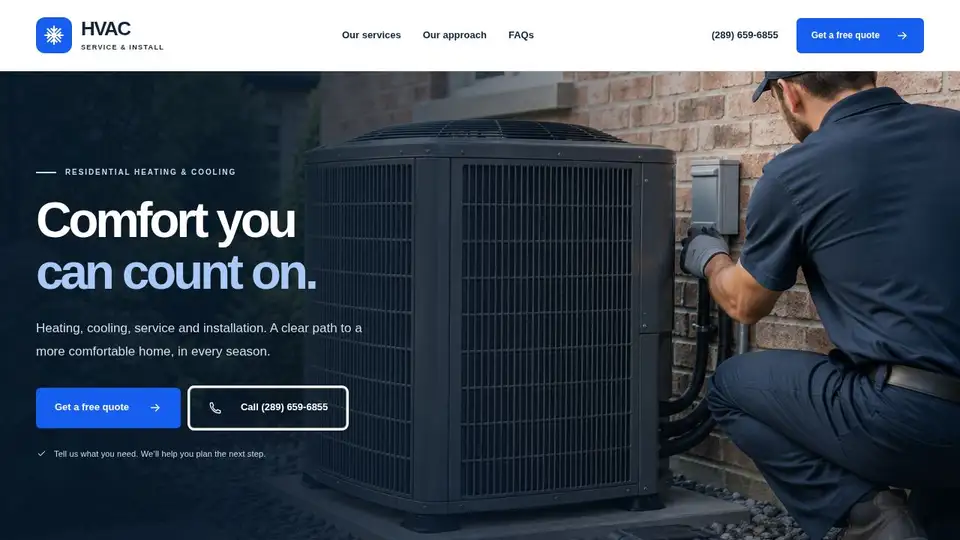 HVAC
SERVICE & INSTALL
Our services
Our approach
FAQs
(289) 659-6855
Get a free quote
RESIDENTIAL HEATING & COOLING
Comfort you
can count on.
Heating, cooling, service and installation. A clear path to a
more comfortable home, in every season.
Get a free quote
Call (289) 659-6855
Tell us what you need. We'll help you plan the next step.